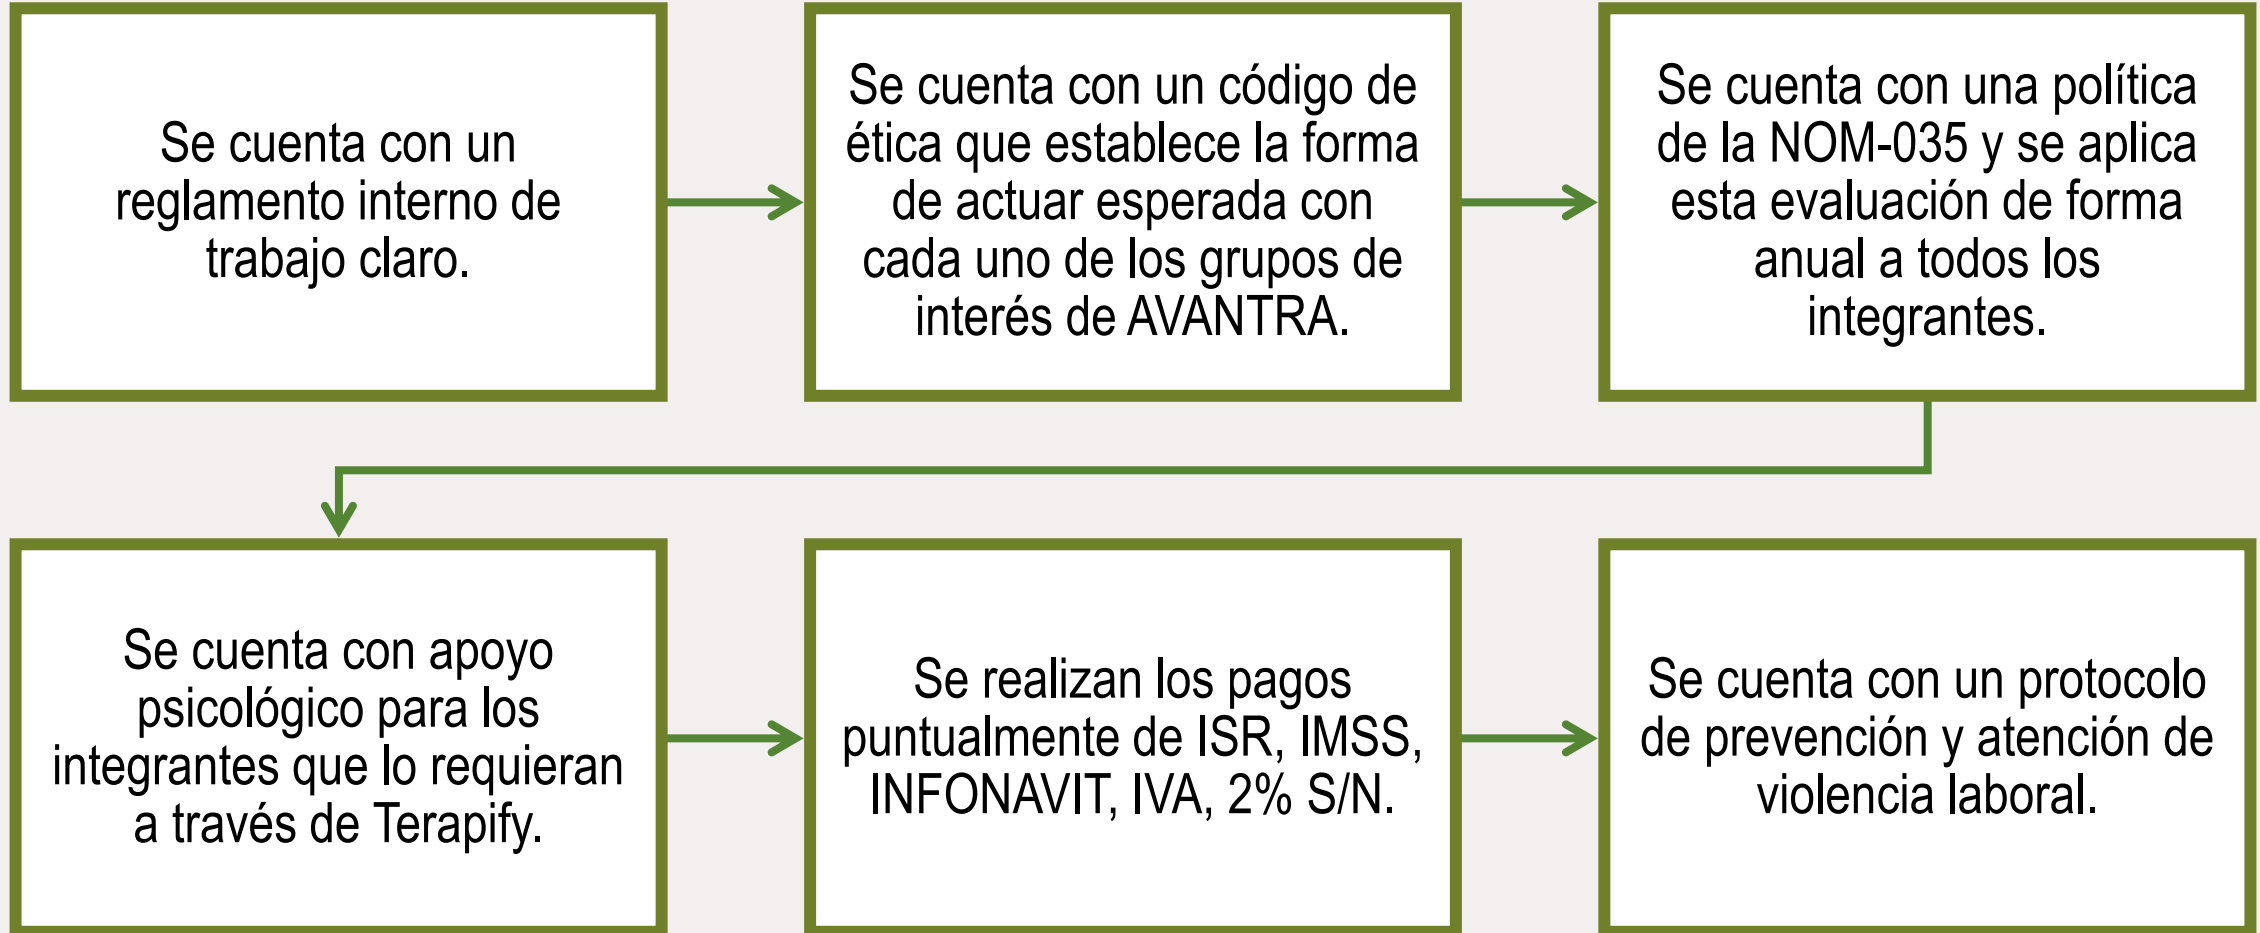 Se cuenta con un
reglamento interno de
trabajo claro.
Se cuenta con un código de
ética que establece la forma
de actuar esperada con
cada uno de los grupos de
interés de AVANTRA.
Se cuenta con una política
de la NOM-035 y se aplica
esta evaluación de forma
anual a todos los
integrantes.
Se cuenta con apoyo
psicológico para los
integrantes que lo requieran
a través de Terapify.
Se realizan los pagos
puntualmente de ISR, IMSS,
INFONAVIT, IVA, 2% S/N.
Se cuenta con un protocolo
de prevención y atención de
violencia laboral.